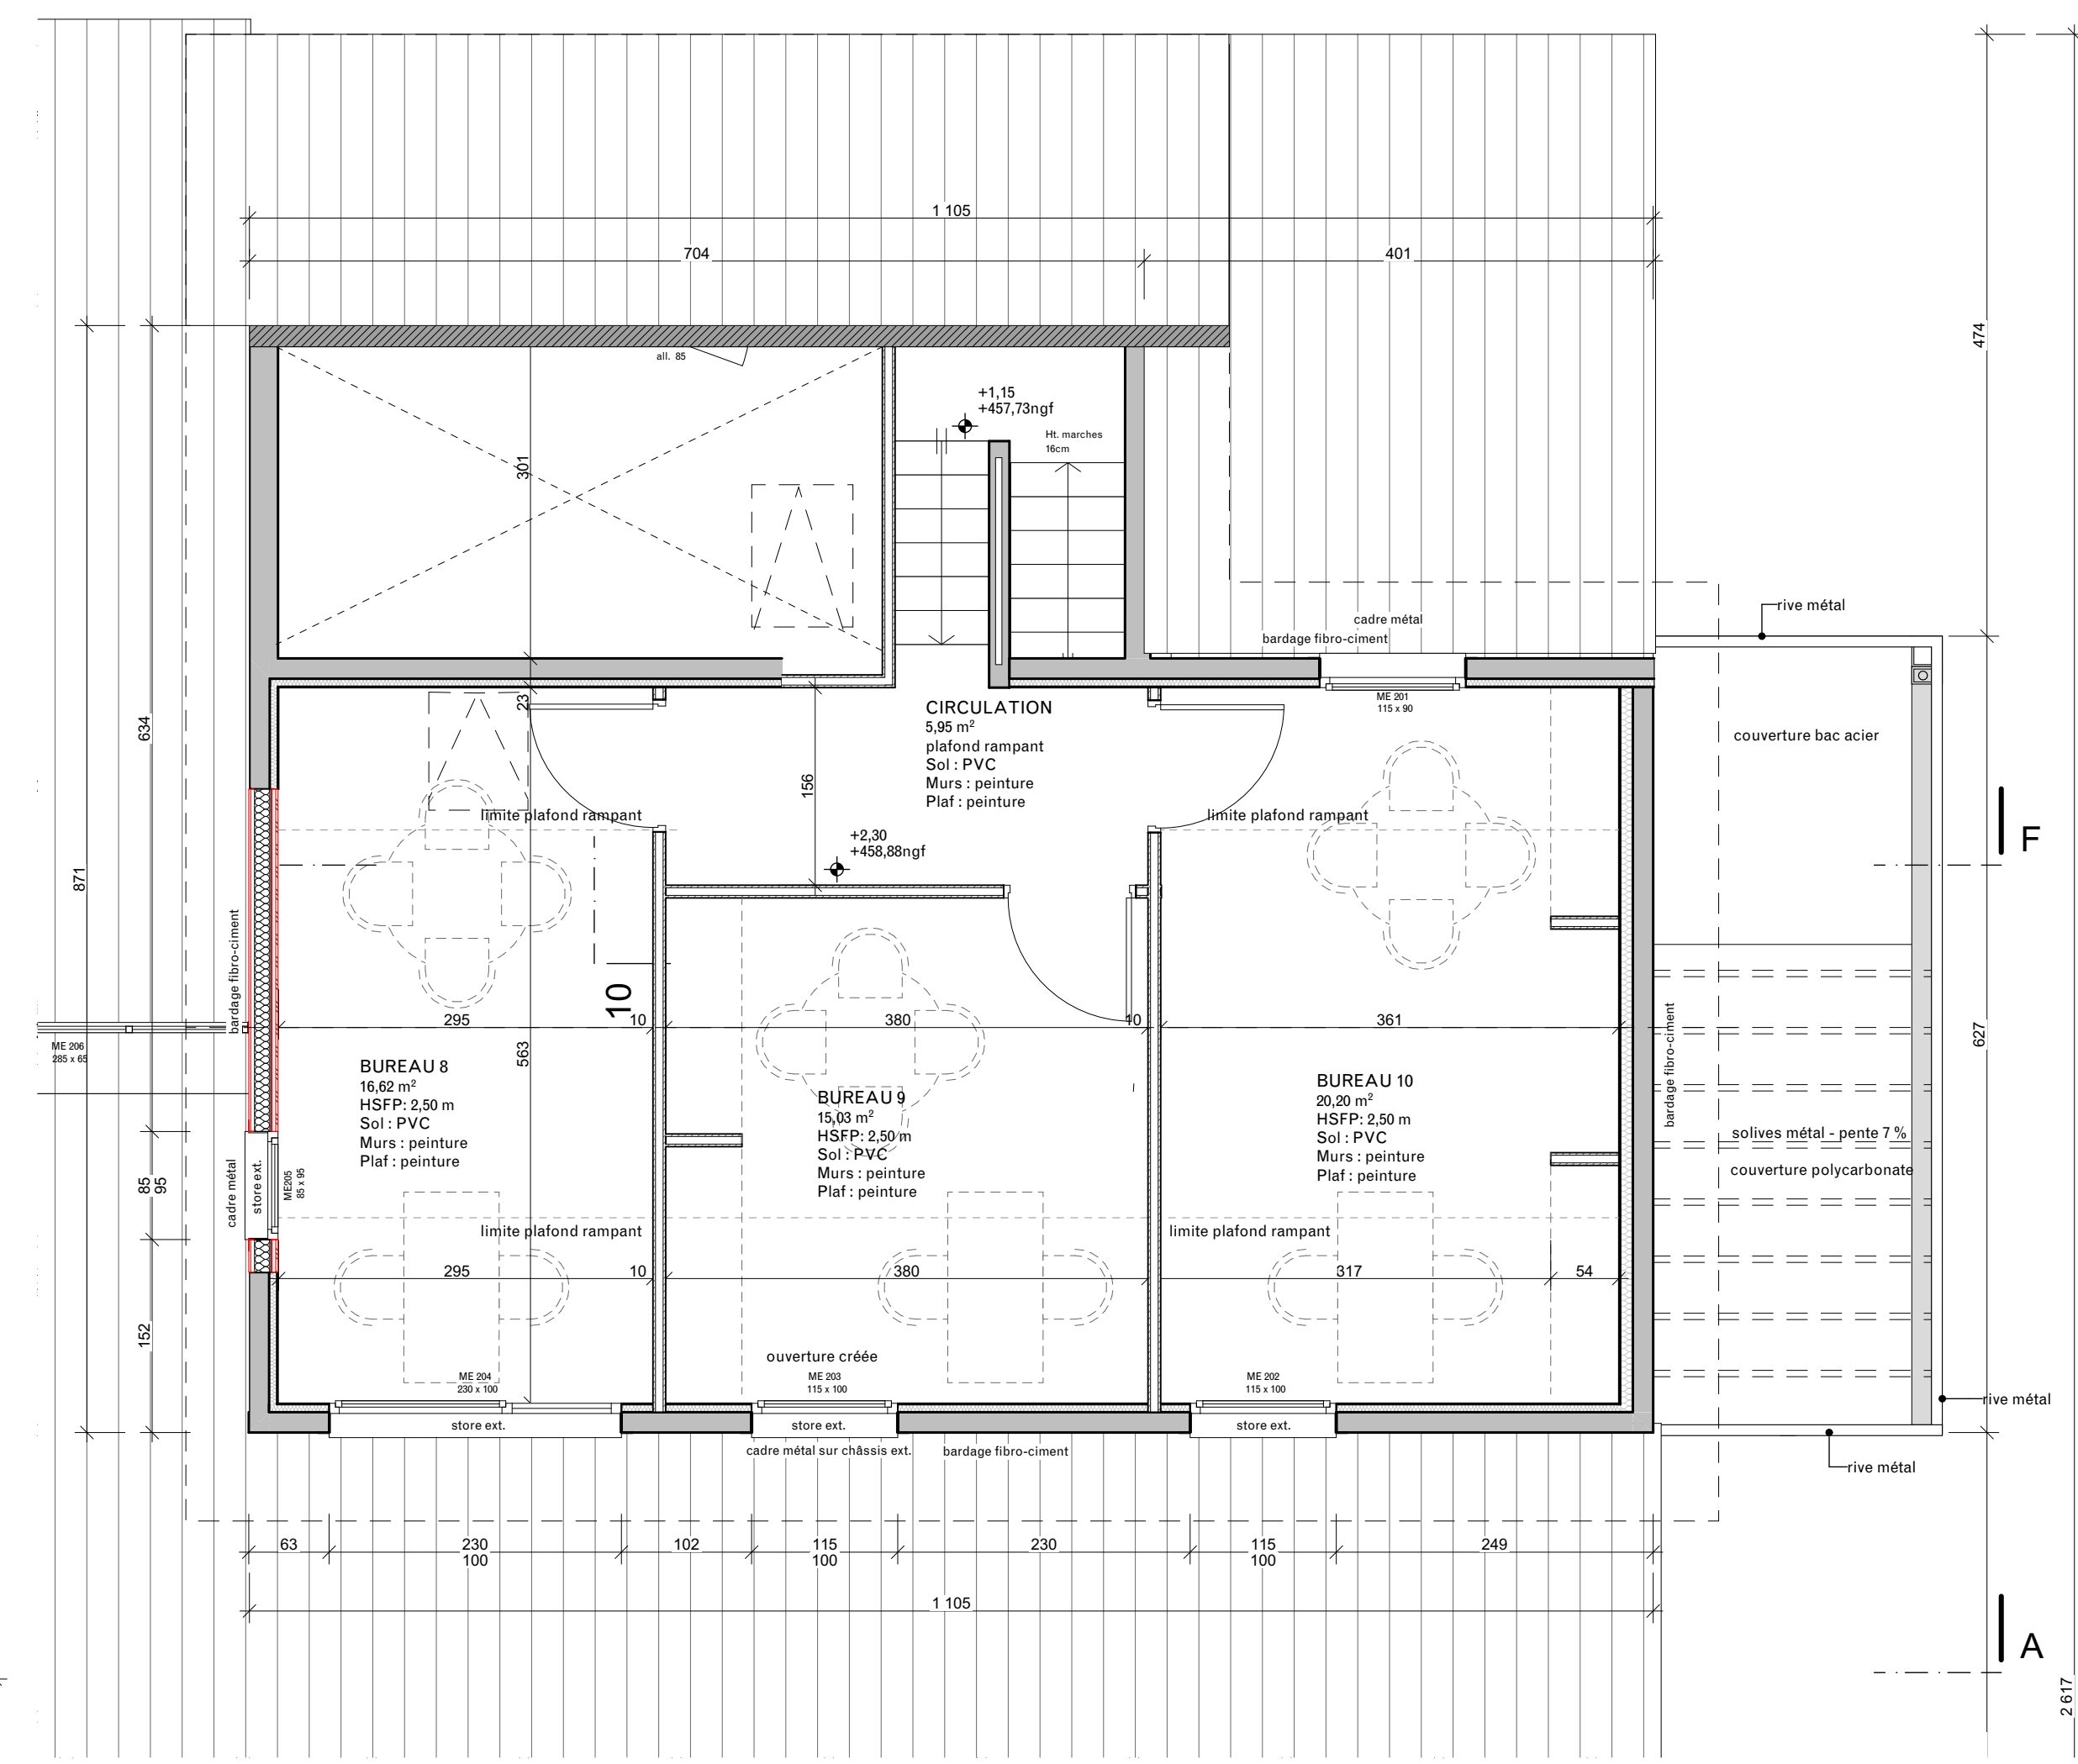 1 105
704
401
474
all. 85
+1,15
+457,73ngf
Ht. marches
16cm
301
cadre métal
bardage fibro-ciment
rive métal
ME 201
115 x 90
23
634
CIRCULATION
5,95 m²
plafond rampant
Sol : PVC
Murs : peinture
Plaf : peinture
couverture bac acier
156
limite plafond rampant
limite plafond rampant
+2,30
+458,88ngf
F
871
bardage fibro-ciment
10
295
10
380
10
361
627
ME 206
285 x 65
563
bardage fibro-ciment
BUREAU 8
16,62 m²
HSFP: 2,50 m
Sol : PVC
Murs : peinture
Plaf : peinture
BUREAU 9
15,03 m²
HSFP: 2,50 m
Sol : PVC
Murs : peinture
Plaf : peinture
BUREAU 10
20,20 m²
HSFP: 2,50 m
Sol : PVC
Murs : peinture
Plaf : peinture
solives métal - pente 7 %
couverture polycarbonate
85
95
cadre métal
store ext.
ME205
85 x 95
limite plafond rampant
limite plafond rampant
295
10
380
317
54
152
ouverture créée
ME 204
230 x 100
ME 203
115 x 100
ME 202
115 x 100
rive métal
store ext.
store ext.
store ext.
cadre métal sur châssis ext.
bardage fibro-ciment
rive métal
63
230
100
102
115
100
230
115
100
249
1 105
A
2 617